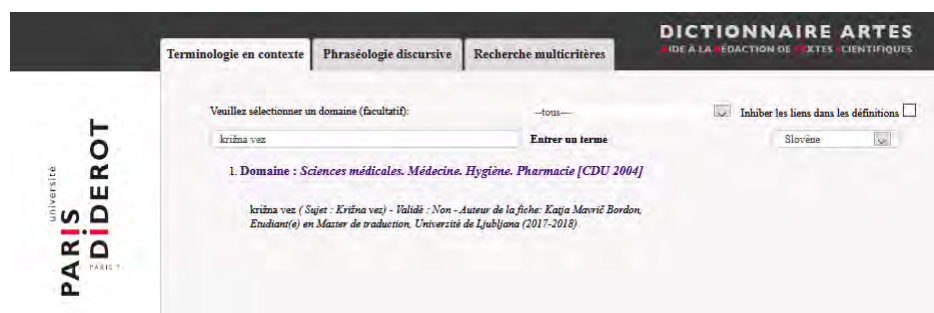 DICTIONNAIRE ARTES
AIDE À LA RÉDACTION DE TEXTES SCIENTIFIQUES
Terminologie en contexte Phraséologie discursive Recherche multicritères
Veuillez sélectionner un domaine (facultatif): --tous--- Inhiber les liens dans les définitions
križna vez Entrer un terme Slovène
1. Domaine : Sciences médicales. Médecine. Hygiène. Pharmacie [CDU 2004]
križna vez ( Sujet : Križna vez) - Validé : Non - Auteur de la fiche: Katja Mavrič Bordon,
Etudiant(e) en Master de traduction, Université de Ljubljana (2017-2018)
université
PARIS
DIDEROT
PARIS 7